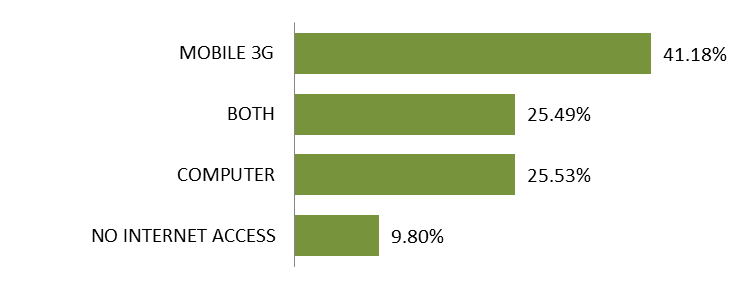 MOBILE 3G 41.18%
BOTH 25.49%
COMPUTER 25.53%
NO INTERNET ACCESS 9.80%